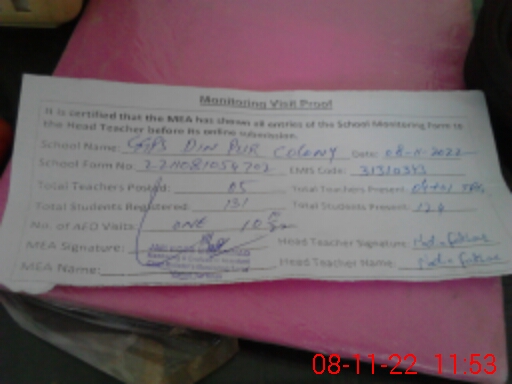 Monitoring Visit Proof
It is certified that the MEA has shown all entries of the School Monitoring Form to
the Head Teacher before its online submission.
School Name: GGPS DIN PUR COLONY Date: 08-11-2022
School Form No: EMIS Code: 31310343
Total Teachers Posted: 05 Total Teachers Present:
Total Students Registered: 131 Total Students Present: 124
No. of AEO Visits: ONE
MEA Signature: Head Teacher Signature:
MEA Name: Head Teacher Name:
08-11-22 11:53